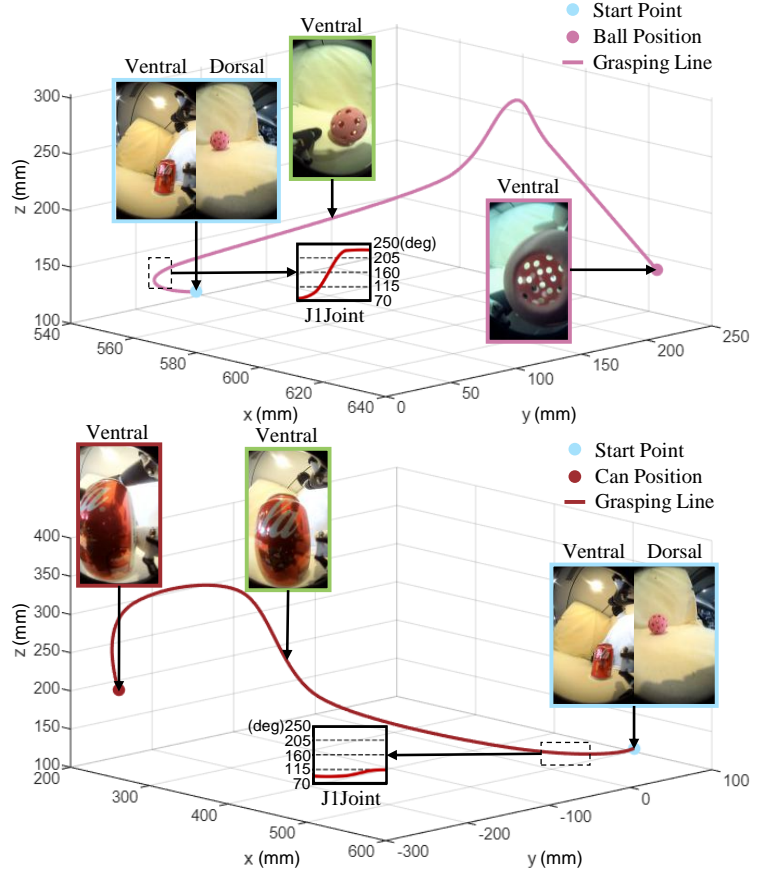 Start Point
Ball Position
Grasping Line
Ventral
Ventral Dorsal
Ventral
z (mm)
300
250
200
150
100
250(deg)
205
160
115
70
J1Joint
540
560
580
600
620
640
x (mm)
0
50
100
150
200
250
y (mm)
Start Point
Can Position
Grasping Line
Ventral
Ventral
Ventral Dorsal
z (mm)
400
350
300
250
200
150
100
(deg)250
205
160
115
70
J1Joint
200
300
400
500
600
x (mm)
-300
-200
-100
0
100
y (mm)